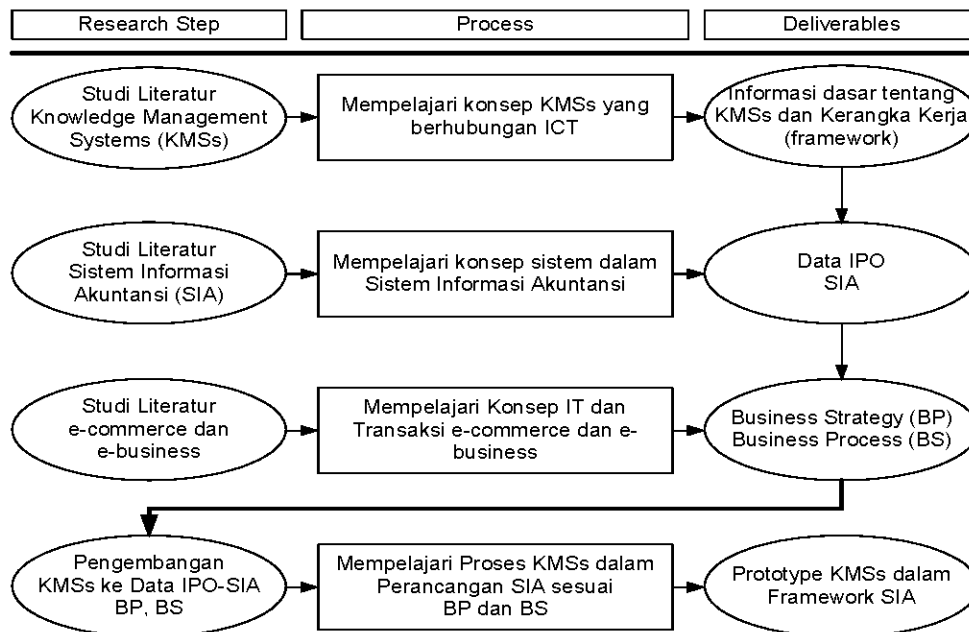 Research Step
Process
Deliverables
Studi Literatur
Knowledge Management
Systems (KMSs)
Mempelajari konsep KMSs yang
berhubungan ICT
Informasi dasar tentang
KMSs dan Kerangka Kerja
(framework)
Studi Literatur
Sistem Informasi
Akuntansi (SIA)
Mempelajari konsep sistem dalam
Sistem Informasi Akuntansi
Data IPO
SIA
Studi Literatur
e-commerce dan
e-business
Mempelajari Konsep IT dan
Transaksi e-commerce dan e-
business
Business Strategy (BP)
Business Process (BS)
Pengembangan
KMSs ke Data IPO-SIA
BP, BS
Mempelajari Proses KMSs dalam
Perancangan SIA sesuai
BP dan BS
Prototype KMSs dalam
Framework SIA